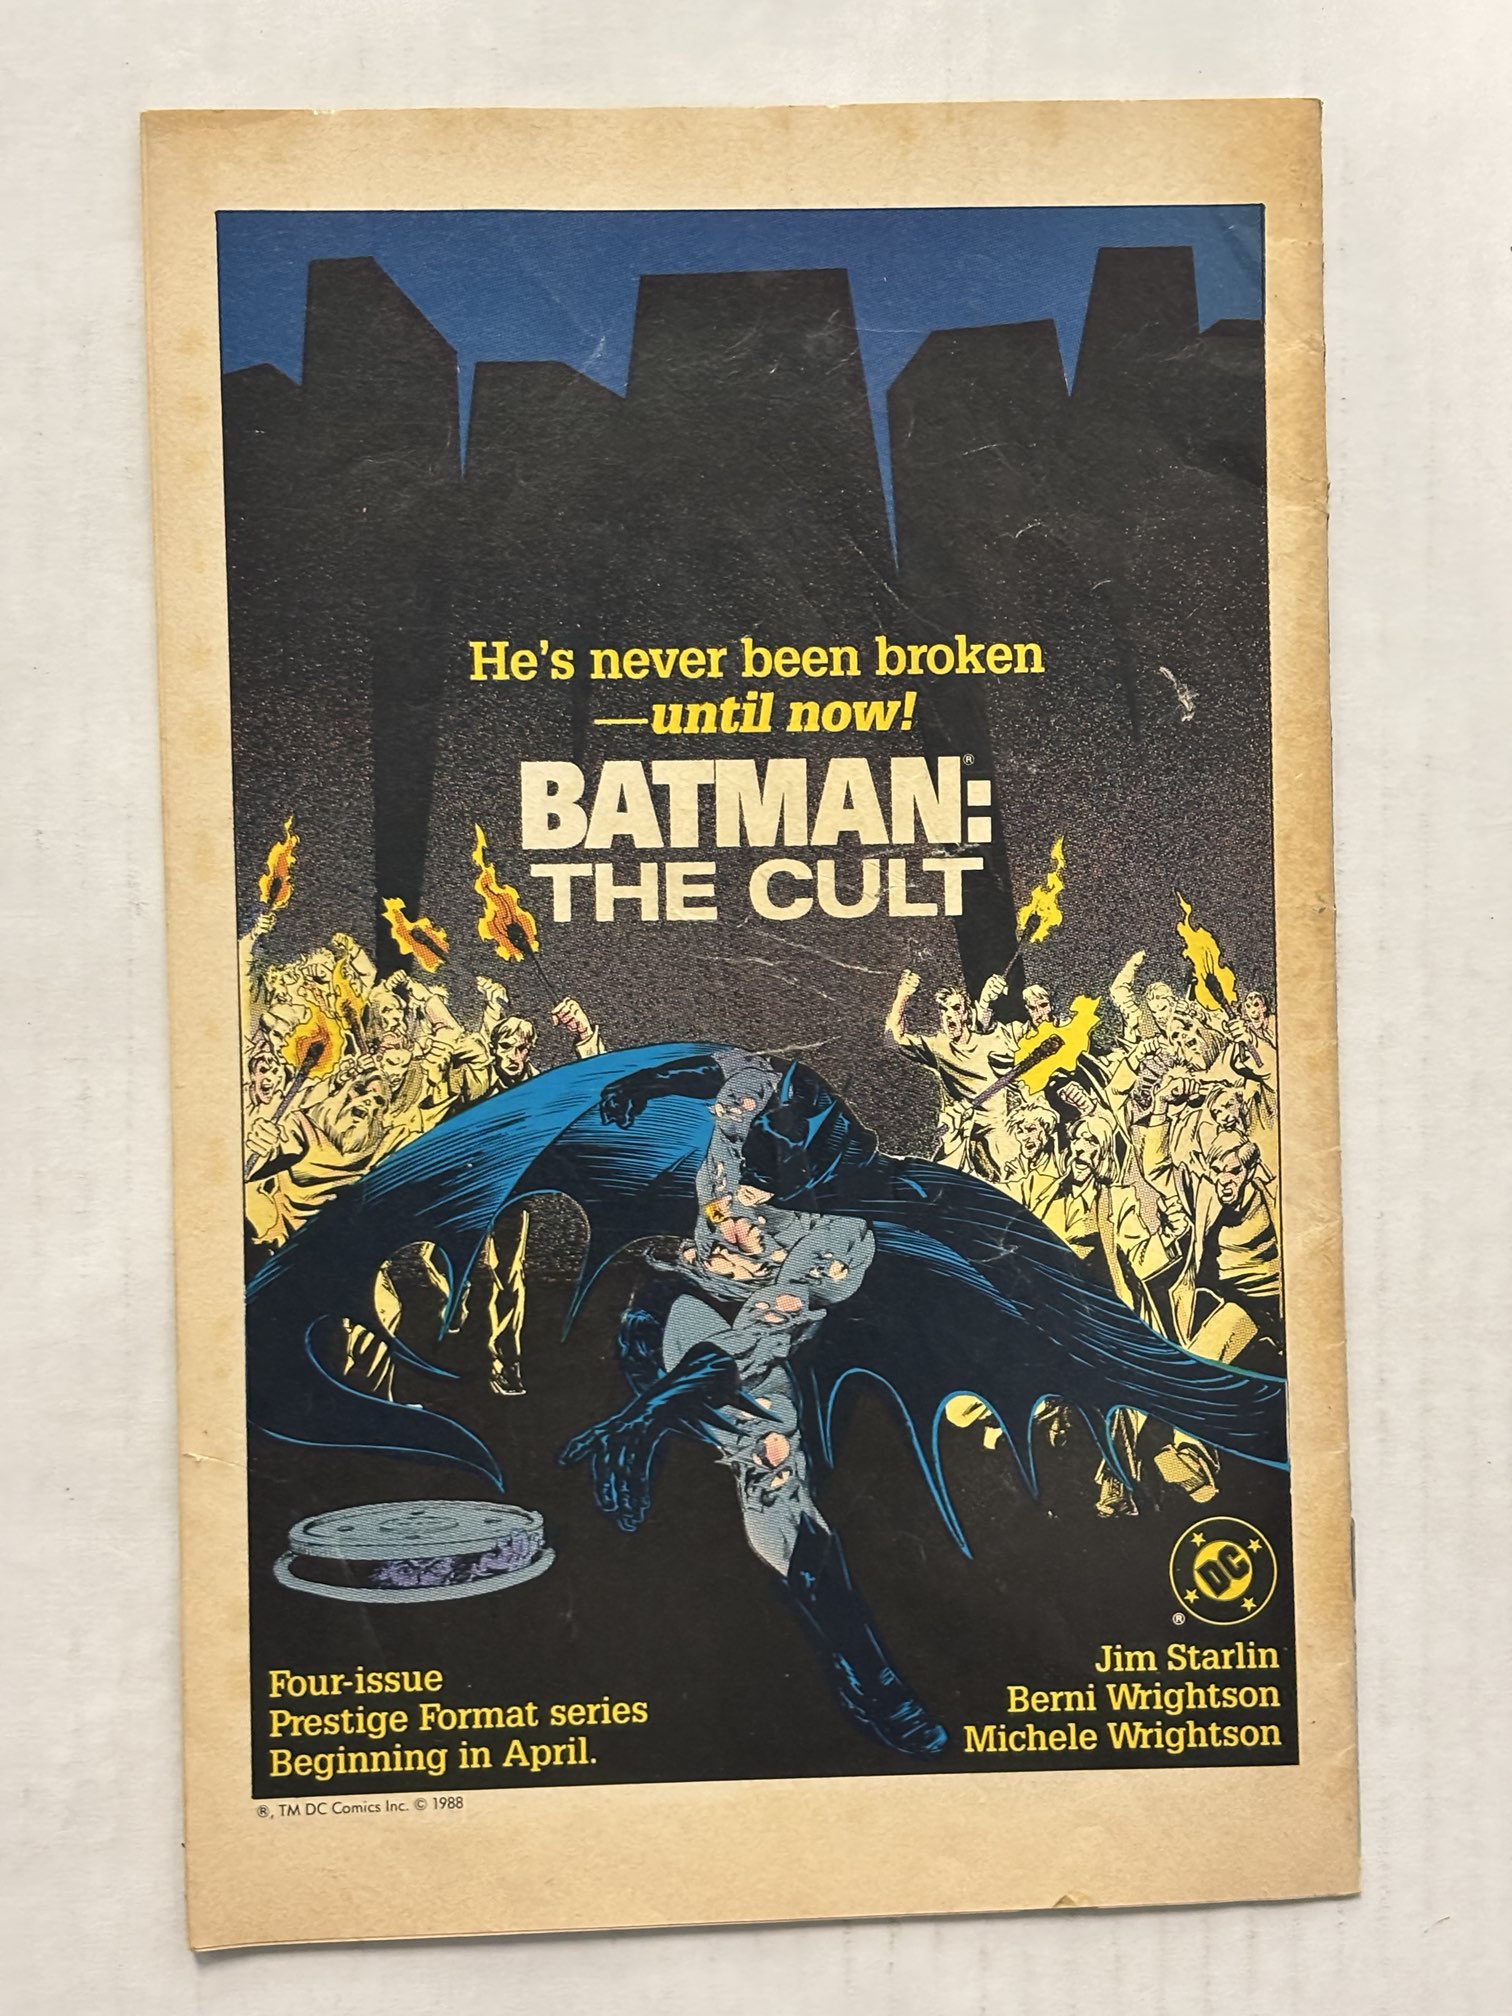 He's never been broken
—until now!
BATMAN:®
THE CULT
DC
®
Four-issue
Prestige Format series
Beginning in April.
Jim Starlin
Berni Wrightson
Michele Wrightson
®, TM DC Comics Inc. © 1988